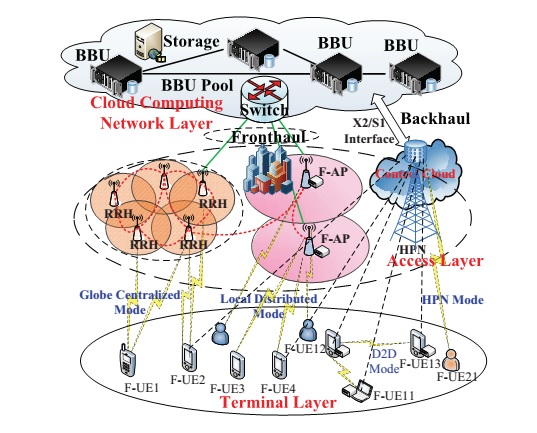 Storage
BBU
BBU
BBU
BBU Pool
Cloud Computing
Network Layer
Switch
X2/S1
Interface
Backhaul
Fronthaul
Control Cloud
F-AP
RRH
RRH
RRH
RRH
F-AP
HPN
Access Layer
Globe Centralized
Mode
Local Distributed
Mode
HPN Mode
F-UE12
D2D
Mode
F-UE13
F-UE21
F-UE1
F-UE2
F-UE3
F-UE4
F-UE11
Terminal Layer